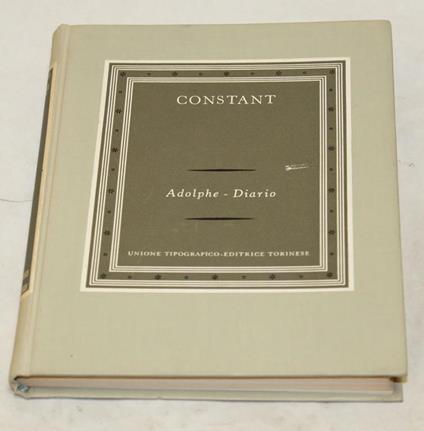 CONSTANT
Adolphe - Diario
UNIONE TIPOGRAFICO-EDITRICE TORINESE